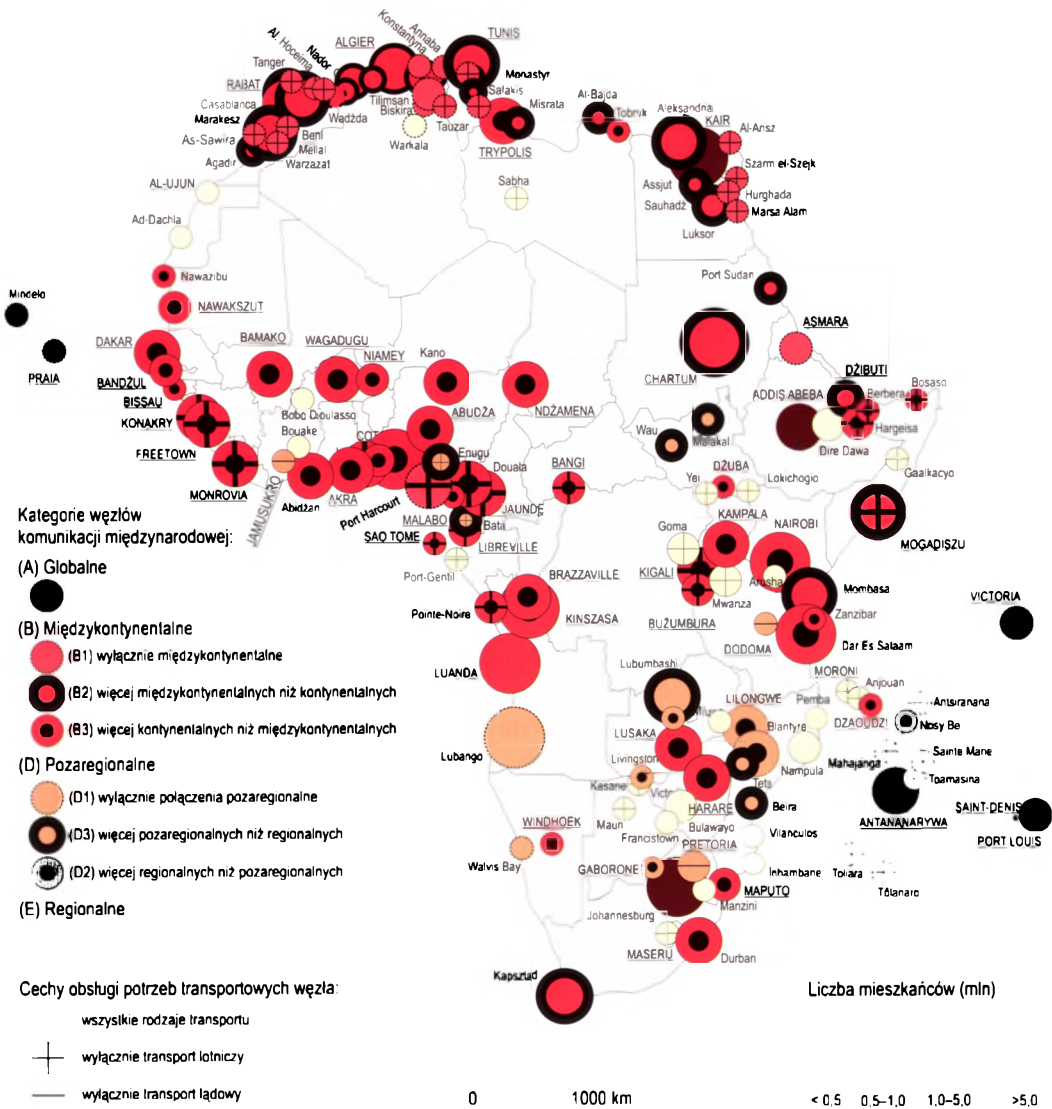 Konstantyna
Annaba
TUNIS
Al. Hoceima
Nador
ALGIER
Tanger
Monastyr
RABAT
Safakis
Casablanca
Wadżda
Tilimsan
Biskira
Tauzar
Misrata
Al-Bajda
Tobruk
Aleksandria
KAIR
Al-Arisz
Marakesz
As-Sawira
Beni
Mellal
Warzazat
Agadir
Warkala
TRYPOLIS
Szarm el-Szejk
AL-UJUN
Sabha
Assjut
Hurghada
Sauhadż
Marsa Alam
Ad-Dachla
Luksor
Nawazibu
Port Sudan
Mindelo
NAWAKSZUT
ASMARA
DAKAR
BAMAKO
WAGADUGU
NIAMEY
Kano
PRAIA
CHARTUM
DŻIBUTI
BANDŻUL
ADDIS ABEBA
Berbera
Bosaso
BISSAU
Bobo Dioulasso
ABUDŻA
NDŻAMENA
Wau
Malakal
Hargeisa
KONAKRY
Bouake
COT
Enugu
Dire Dawa
FREETOWN
Douala
BANGI
DŻUBA
Gaalkacyo
MONROVIA
JAMUSUKRO
Abidżan
AKRA
Port Harcourt
JAUNDE
Yei
Lokichogio
MALABO
Bata
KAMPALA
SAO TOME
LIBREVILLE
Goma
NAIROBI
MOGADISZU
Port-Gentil
KIGALI
Arusha
BRAZZAVILLE
Mwanza
Mombasa
VICTORIA
Pointe-Noire
KINSZASA
BUŻUMBURA
Zanzibar
DODOMA
Dar Es Salaam
LUANDA
Lubumbashi
MORONI
LILONGWE
Pemba
Anjouan
Antsiranana
LUSAKA
Blantyre
DZAOUDZI
Nosy Be
Lubango
Livingston
Nampula
Mahajanga
Sainte Marie
Kasane
Victo
Tete
Toamasina
HARARE
Beira
SAINT-DENIS
Maun
Bulawayo
ANTANANARYWA
WINDHOEK
Francistown
Vilanculos
PORT LOUIS
PRETORIA
Walvis Bay
GABORONE
MAPUTO
Inhambane
Toliara
Manzini
Tôlanaro
Johannesburg
MASERU
Durban
Kapsztad
Kategorie węzłów
komunikacji międzynarodowej:
(A) Globalne
(B) Międzykontynentalne
(B1) wyłącznie międzykontynentalne
(B2) więcej międzykontynentalnych niż kontynentalnych
(B3) więcej kontynentalnych niż międzykontynentalnych
(D) Pozaregionalne
(D1) wyłącznie połączenia pozaregionalne
(D3) więcej pozaregionalnych niż regionalnych
(D2) więcej regionalnych niż pozaregionalnych
(E) Regionalne
Cechy obsługi potrzeb transportowych węzła:
wszystkie rodzaje transportu
wyłącznie transport lotniczy
wyłącznie transport lądowy
0 1000 km
Liczba mieszkańców (mln)
< 0,5 0,5–1,0 1,0–5,0 >5,0